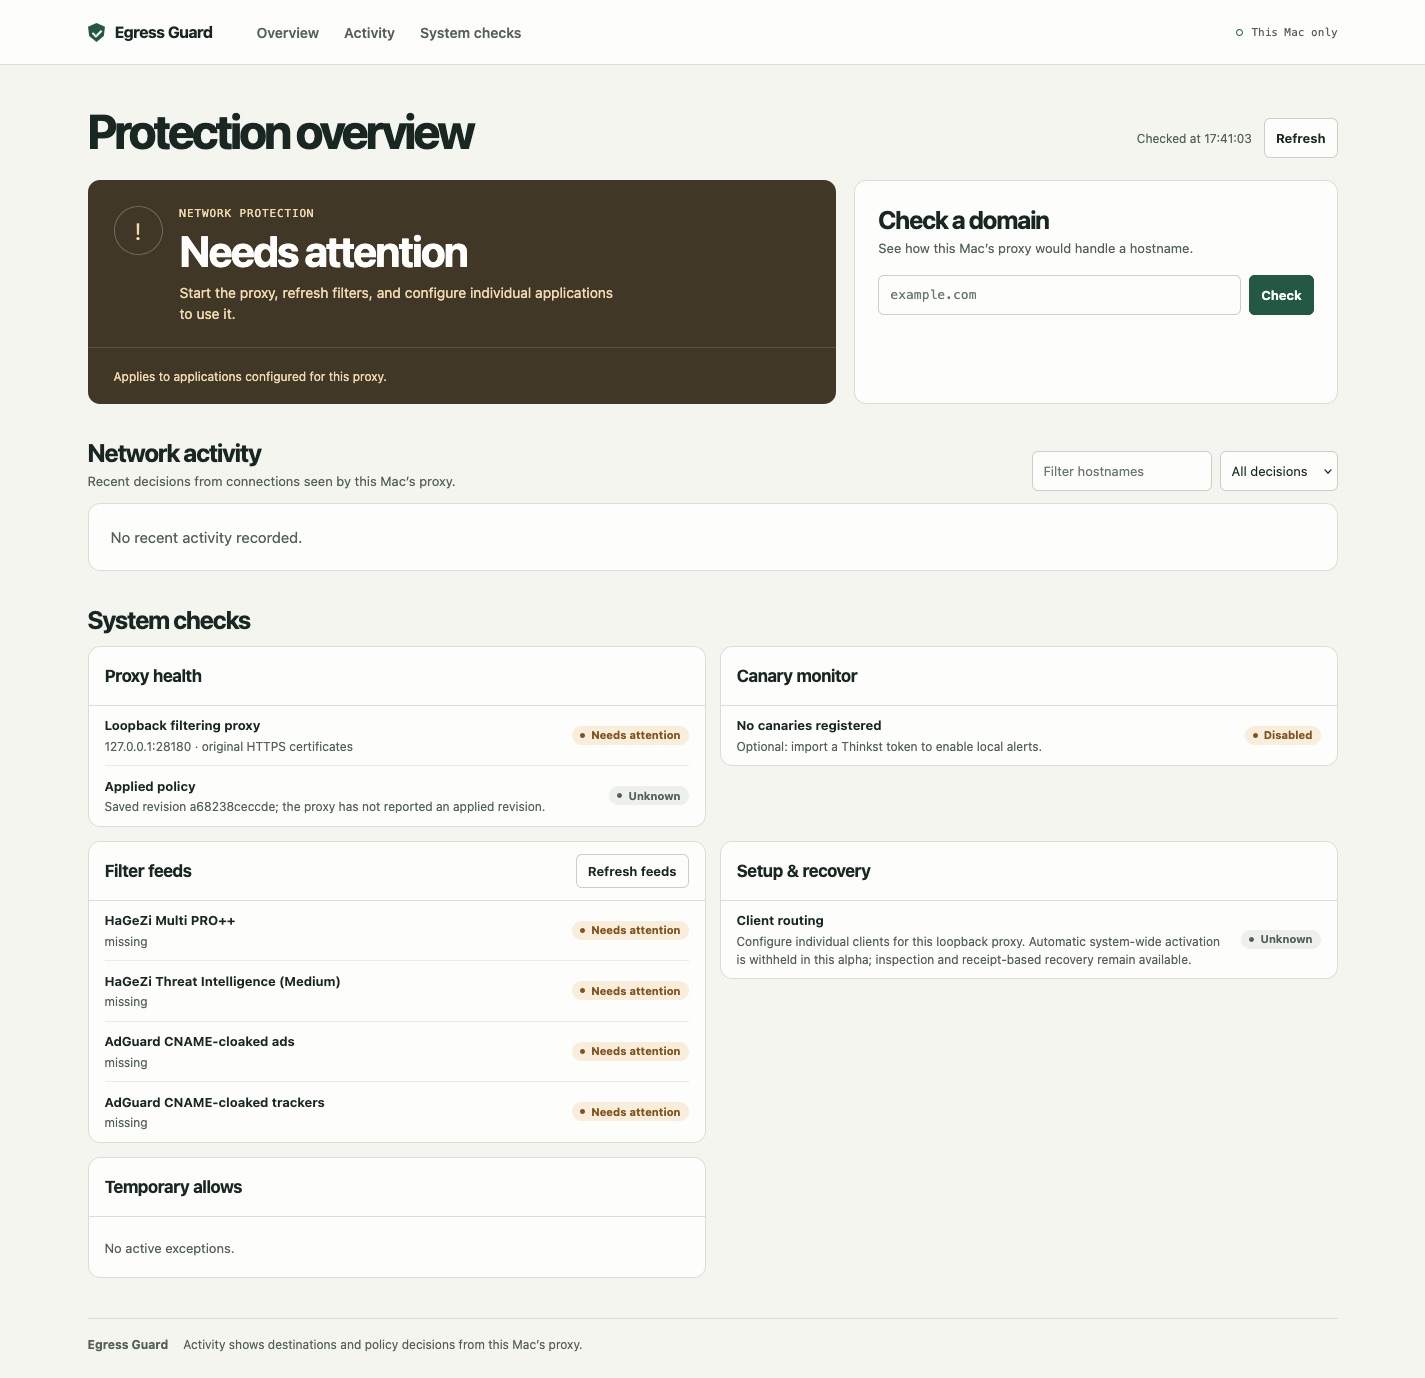 Egress Guard
Overview
Activity
System checks
This Mac only
Protection overview
Checked at 17:41:03
Refresh
!
NETWORK PROTECTION
Needs attention
Start the proxy, refresh filters, and configure individual applications
to use it.
Applies to applications configured for this proxy.
Check a domain
See how this Mac's proxy would handle a hostname.
example.com
Check
Network activity
Recent decisions from connections seen by this Mac's proxy.
Filter hostnames
All decisions
No recent activity recorded.
System checks
Proxy health
Loopback filtering proxy
127.0.0.1:28180 · original HTTPS certificates
Needs attention
Applied policy
Saved revision a68238ceccde; the proxy has not reported an applied revision.
Unknown
Canary monitor
No canaries registered
Optional: import a Thinkst token to enable local alerts.
Disabled
Filter feeds
Refresh feeds
HaGeZi Multi PRO++
missing
Needs attention
HaGeZi Threat Intelligence (Medium)
missing
Needs attention
AdGuard CNAME-cloaked ads
missing
Needs attention
AdGuard CNAME-cloaked trackers
missing
Needs attention
Setup & recovery
Client routing
Configure individual clients for this loopback proxy. Automatic system-wide activation
is withheld in this alpha; inspection and receipt-based recovery remain available.
Unknown
Temporary allows
No active exceptions.
Egress Guard
Activity shows destinations and policy decisions from this Mac's proxy.